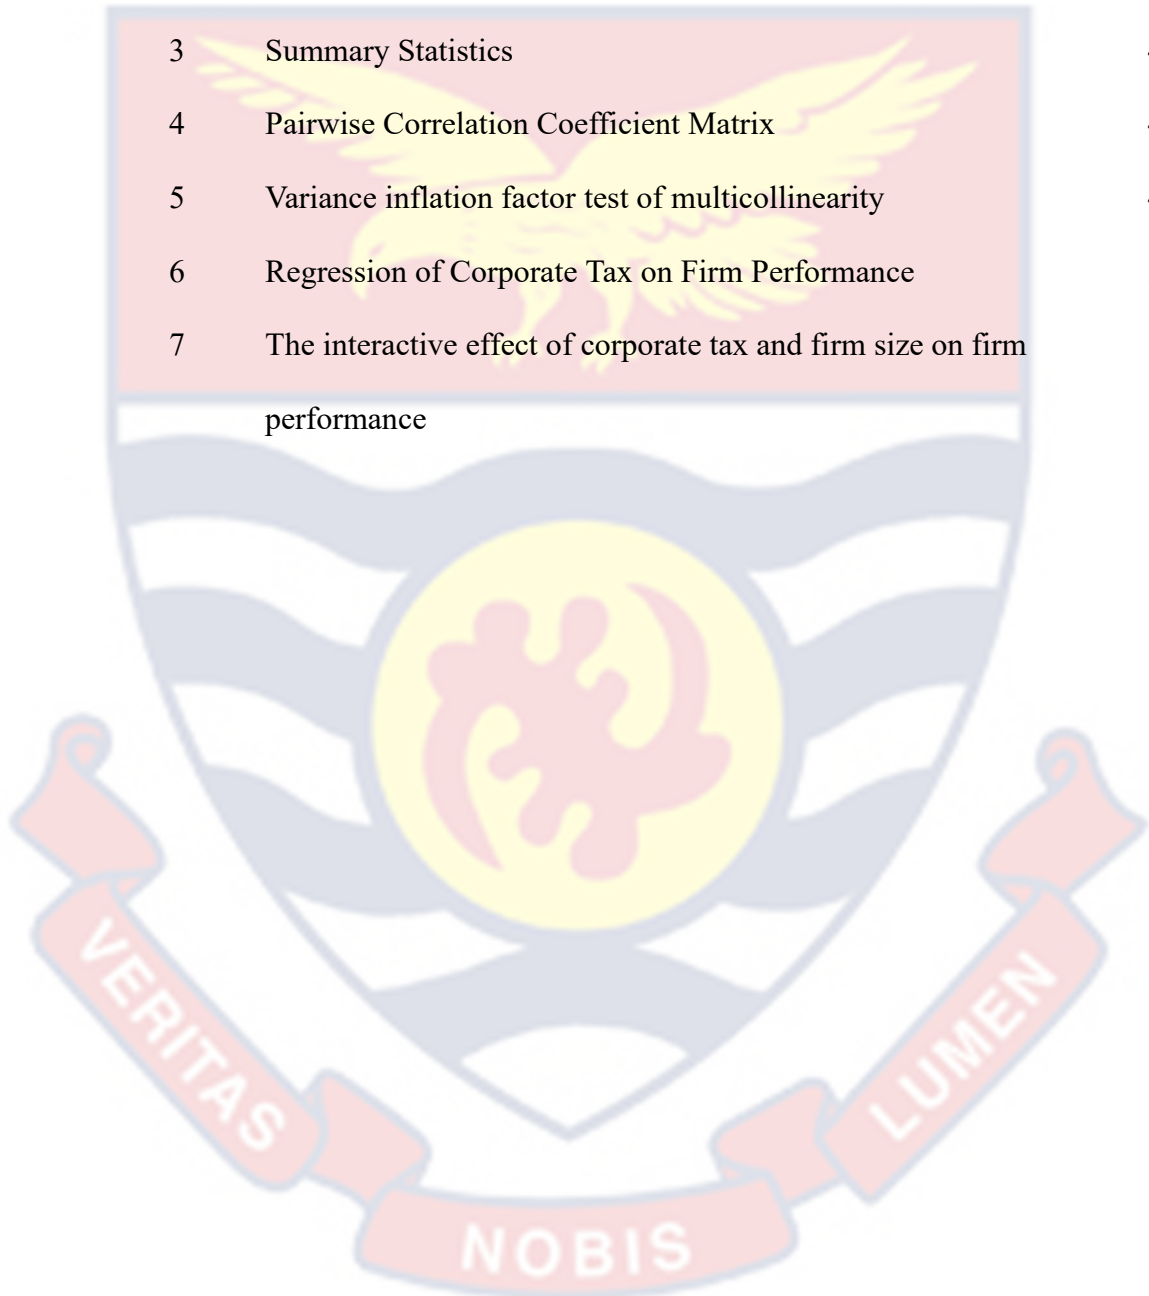 3 Summary Statistics
4 Pairwise Correlation Coefficient Matrix
5 Variance inflation factor test of multicollinearity
6 Regression of Corporate Tax on Firm Performance
7 The interactive effect of corporate tax and firm size on firm
performance
VERITAS
NOBIS
LUMEN